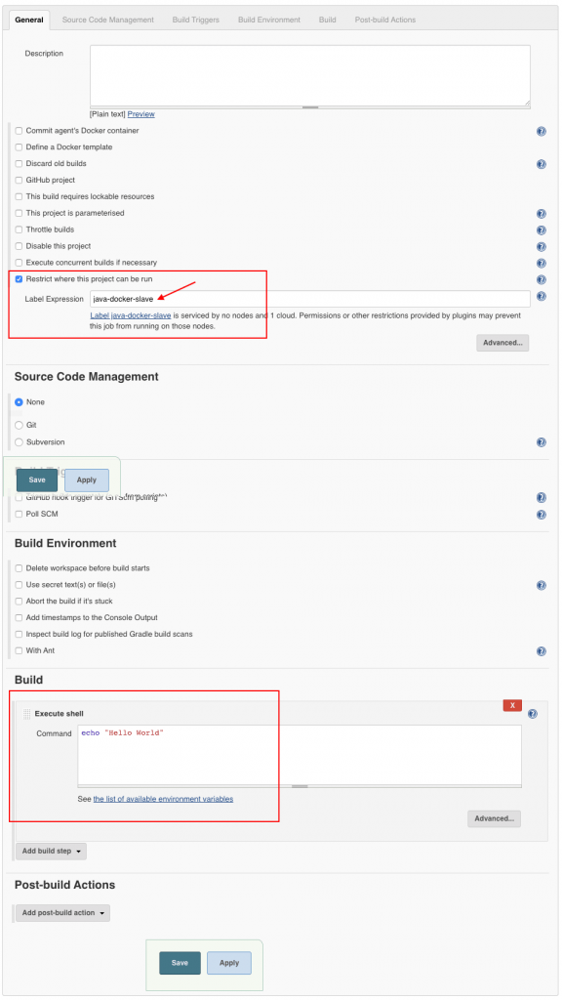 General Source Code Management Build Triggers Build Environment Build Post-build Actions
Description
[Plain text] Preview
Commit agent's Docker container
Define a Docker template
Discard old builds
GitHub project
This build requires lockable resources
This project is parameterised
Throttle builds
Disable this project
Execute concurrent builds if necessary
Restrict where this project can be run
Label Expression java-docker-slave
Label java-docker-slave is serviced by no nodes and 1 cloud. Permissions or other restrictions provided by plugins may prevent
this job from running on those nodes.
Advanced...
Source Code Management
None
Git
Subversion
Save Apply
GitHub hook trigger for GITScm polling
Poll SCM
Build Environment
Delete workspace before build starts
Use secret text(s) or file(s)
Abort the build if it's stuck
Add timestamps to the Console Output
Inspect build log for published Gradle build scans
With Ant
Build
X
Execute shell
Command echo "Hello World"
See the list of available environment variables
Advanced...
Add build step
Post-build Actions
Add post-build action
Save Apply